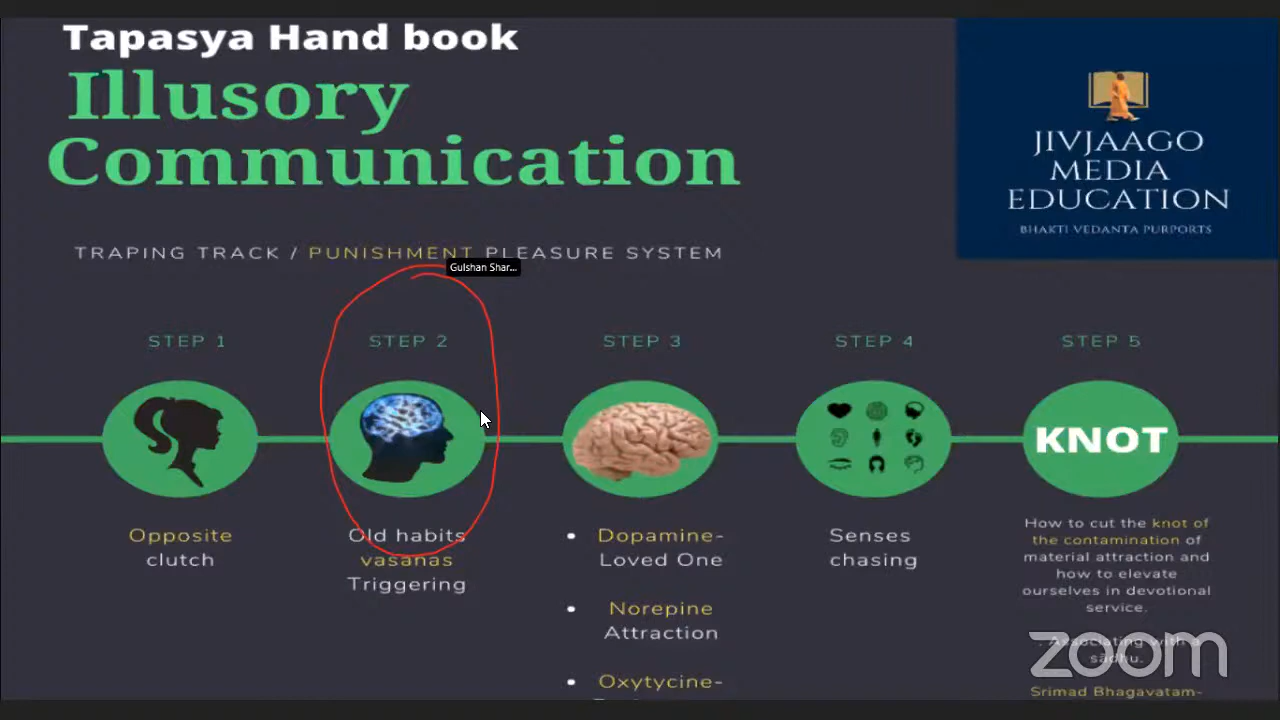 Tapasya Hand book
Illusory
Communication
JIVJAAGO
MEDIA
EDUCATION
BHAKTI VEDANTA PURPORTS
TRAPING TRACK / PUNISHMENT PLEASURE SYSTEM
Gulshan Shar...
STEP 1
STEP 2
STEP 3
STEP 4
STEP 5
KNOT
Opposite
clutch
Old habits
vasanas
Triggering
• Dopamine-
Loved One
• Norepine
Attraction
• Oxytycine-
Senses
chasing
How to cut the knot of
the contamination of
material attraction and
how to elevate
ourselves in devotional
service.
. Associating with a
sādhu.
Srimad Bhagavatam-
zoom